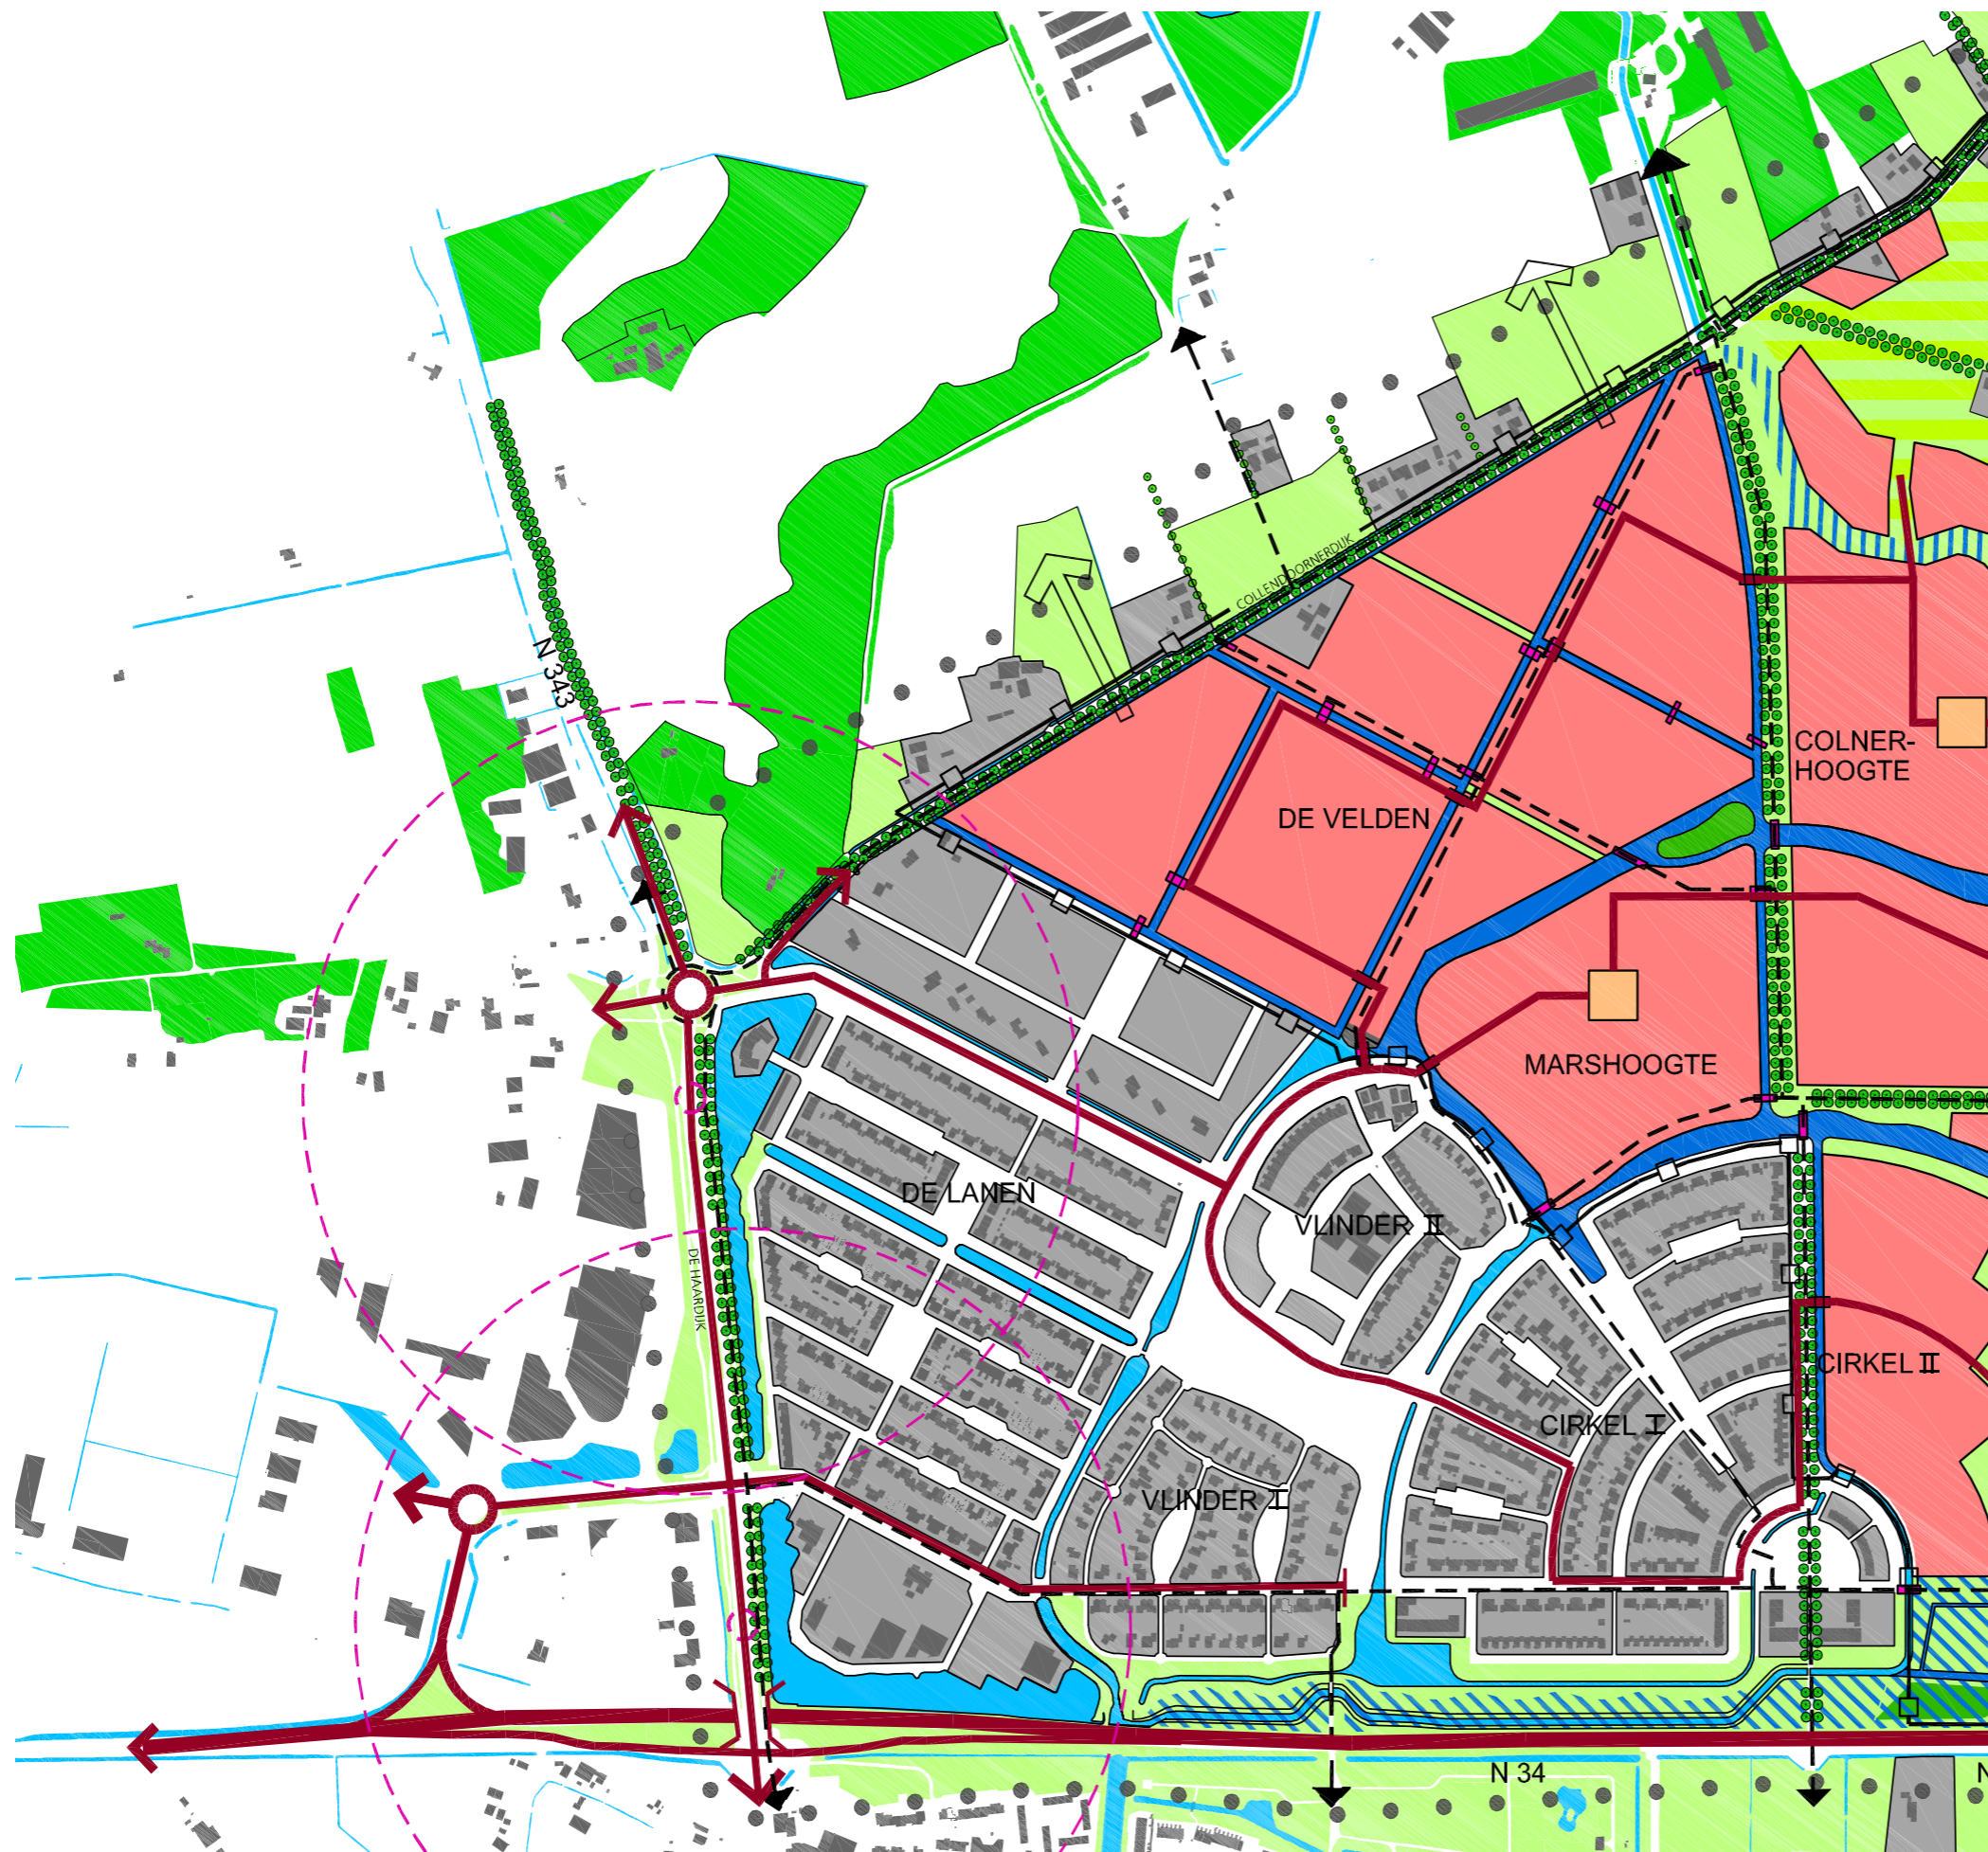 COLLENDOORNERDIJK
N 343
COLNER-
HOOGTE
DE VELDEN
MARSHOOGTE
DE LANEN
VLINDER II
DE HAARDIJK
CIRKEL II
CIRKEL I
VLINDER I
N 34
N